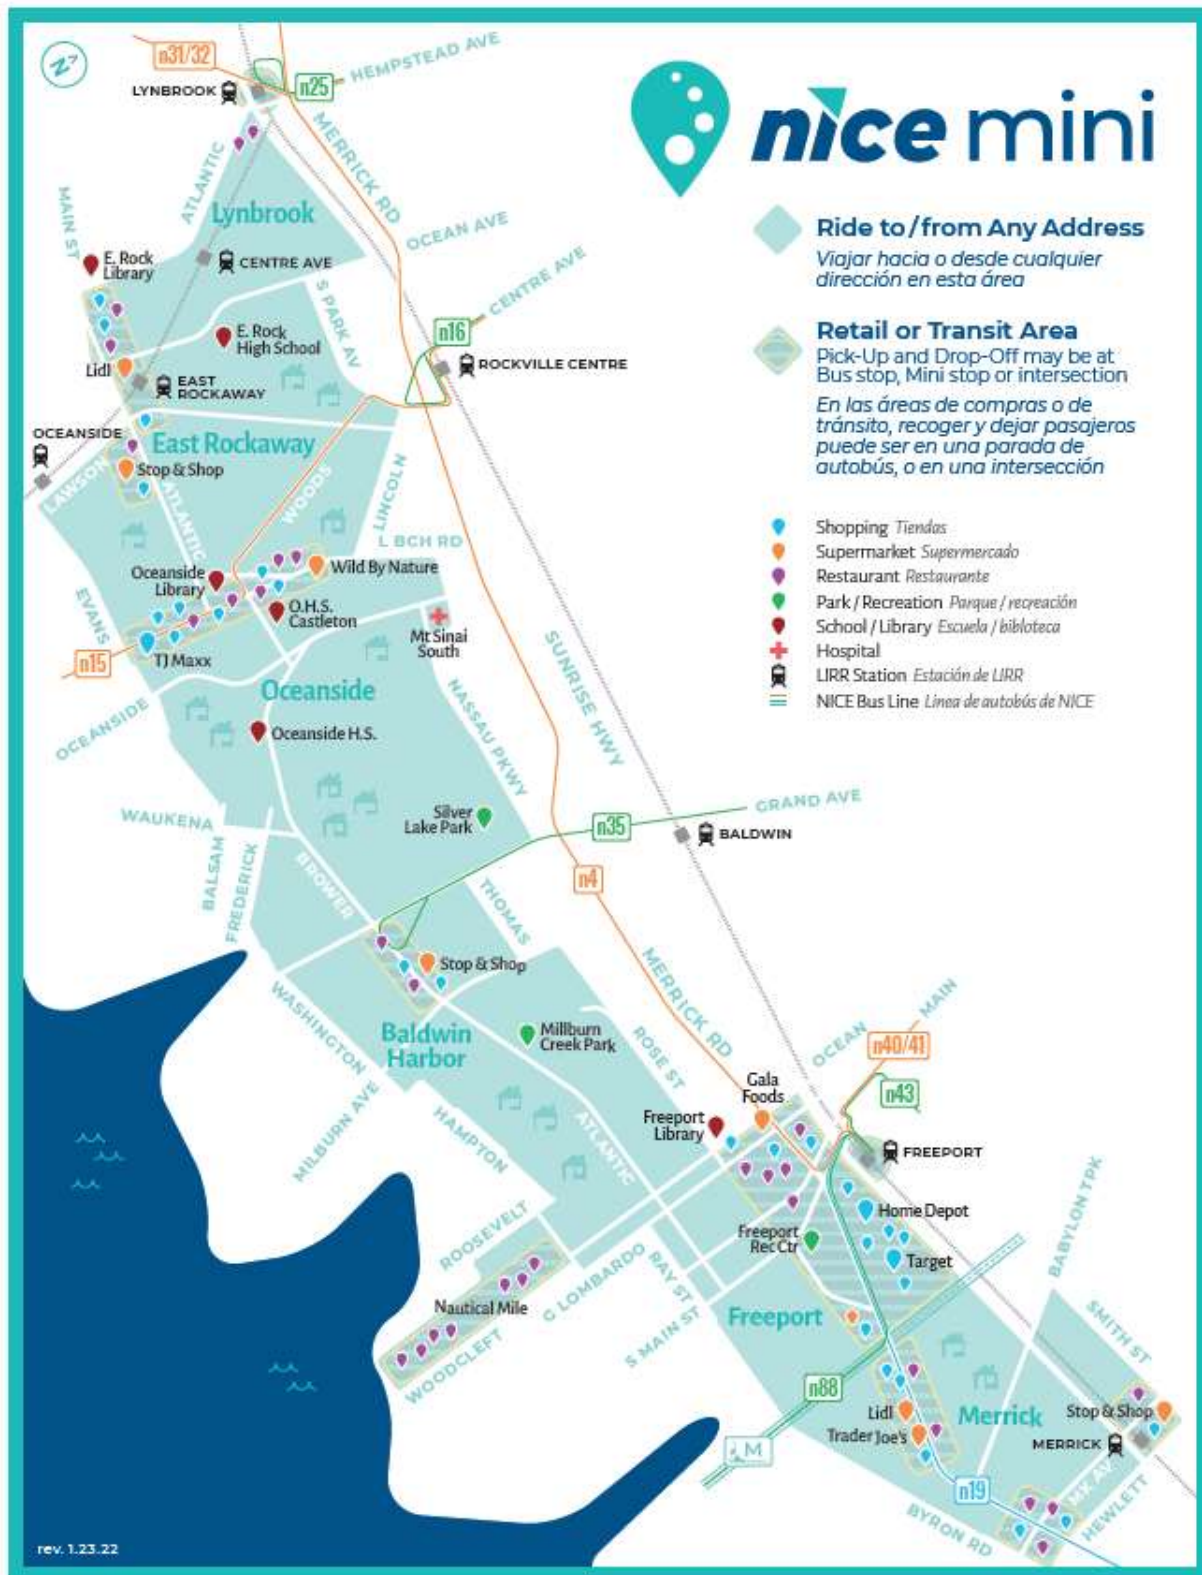 n31/32
HEMPSTEAD AVE
LYNBROOK
n25
MERRICK RD
nice mini
ATLANTIC
MAIN ST
Lynbrook
OCEAN AVE
Ride to/from Any Address
Viajar hacia o desde cualquier
dirección en esta área
E. Rock
Library
CENTRE AVE
CENTRE AVE
S PARK AV
n16
E. Rock
High School
Retail or Transit Area
Pick-Up and Drop-Off may be at
Bus stop, Mini stop or intersection
En las áreas de compras o de
tránsito, recoger y dejar pasajeros
puede ser en una parada de
autobús, o en una intersección
ROCKVILLE CENTRE
Lidl
EAST
ROCKAWAY
OCEANSIDE
East Rockaway
Stop & Shop
LAWSON
ATLANTIC
WOODS
LINCOLN
L BCH RD
Shopping Tiendas
Supermarket Supermercado
Restaurant Restaurante
Park / Recreation Parque / recreación
School / Library Escuela / bibloteca
Hospital
LIRR Station Estación de LIRR
NICE Bus Line Linea de autobús de NICE
Oceanside
Library
Wild By Nature
O.H.S.
Castleton
EVANS
Mt Sinai
South
n15
TJ Maxx
Oceanside
OCEANSIDE
NASSAU PKWY
SUNRISE HWY
Oceanside H.S.
Silver
Lake Park
WAUKENA
n35
GRAND AVE
BALDWIN
BALSAM
FREDERICK
BROWER
n4
THOMAS
Stop & Shop
WASHINGTON
Baldwin
Harbor
Millburn
Creek Park
ROSE ST
MERRICK RD
OCEAN
MAIN
n40/41
n43
Gala
Foods
MILBURN AVE
HAMPTON
ATLANTIC
Freeport
Library
FREEPORT
Home Depot
BABYLON TPK
Freeport
Rec Ctr
Target
ROOSEVELT
Nautical Mile
G LOMBARDO
RAY ST
Freeport
SMITH ST
WOODCLEFT
S MAIN ST
n88
Lidl
Trader Joe's
Merrick
Stop & Shop
MERRICK
M
n19
MK AV
HEWLETT
BYRON RD
rev. 1.23.22